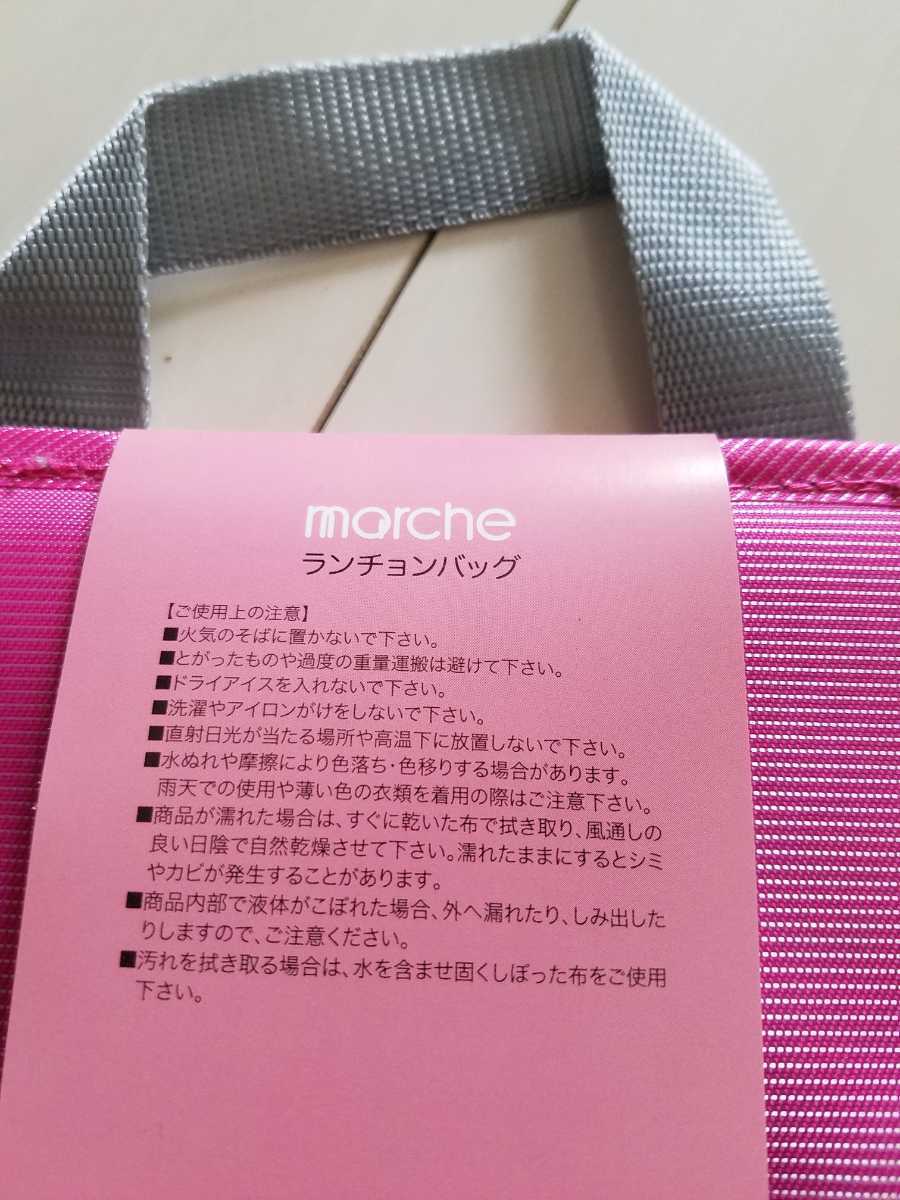 marche
ランチョンバッグ
【ご使用上の注意】
■火気のそばに置かないで下さい。
■とがったものや過度の重量運搬は避けて下さい。
■ドライアイスを入れないで下さい。
■洗濯やアイロンがけをしないで下さい。
■直射日光が当たる場所や高温下に放置しないで下さい。
■水ぬれや摩擦により色落ち・色移りする場合があります。
雨天での使用や薄い色の衣類を着用の際はご注意下さい。
■商品が濡れた場合は、すぐに乾いた布で拭き取り、風通しの
良い日陰で自然乾燥させて下さい。濡れたままにするとシミ
やカビが発生することがあります。
■商品内部で液体がこぼれた場合、外へ漏れたり、しみ出した
りしますので、ご注意ください。
■汚れを拭き取る場合は、水を含ませ固くしぼった布をご使用
下さい。